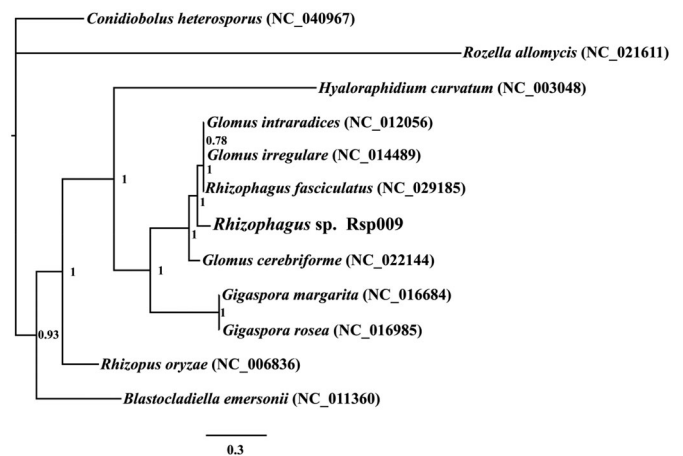 Conidiobolus heterosporus (NC_040967)
Rozella allomycis (NC_021611)
Hyaloraphidium curvatum (NC_003048)
Glomus intraradices (NC_012056)
0.78
Glomus irregulare (NC_014489)
1
1
Rhizophagus fasciculatus (NC_029185)
1
Rhizophagus sp. Rsp009
1
Glomus cerebriforme (NC_022144)
1
1
Gigaspora margarita (NC_016684)
1
Gigaspora rosea (NC_016985)
0.93
Rhizopus oryzae (NC_006836)
Blastocladiella emersonii (NC_011360)
0.3